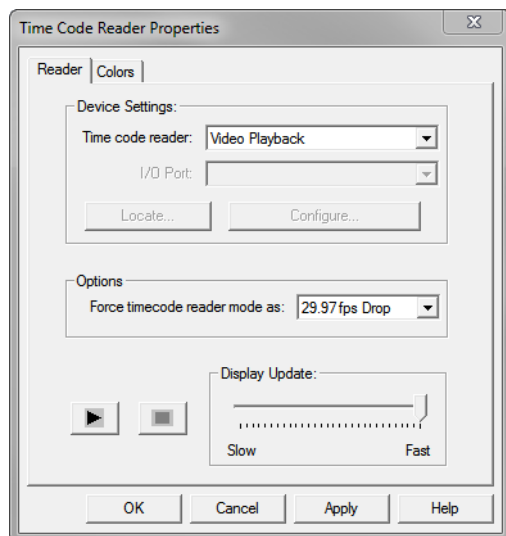 Time Code Reader Properties
Reader Colors
Device Settings:
Time code reader: Video Playback
I/O Port:
Locate... Configure...
Options
Force timecode reader mode as: 29.97 fps Drop
Display Update:
Slow Fast
OK Cancel Apply Help